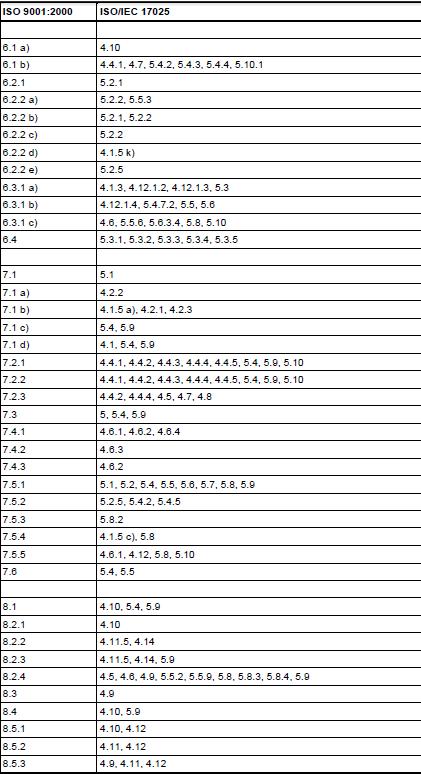 ISO 9001:2000 ISO/IEC 17025
6.1 a) 4.10
6.1 b) 4.4.1, 4.7, 5.4.2, 5.4.3, 5.4.4, 5.10.1
6.2.1 5.2.1
6.2.2 a) 5.2.2, 5.5.3
6.2.2 b) 5.2.1, 5.2.2
6.2.2 c) 5.2.2
6.2.2 d) 4.1.5 k)
6.2.2 e) 5.2.5
6.3.1 a) 4.1.3, 4.12.1.2, 4.12.1.3, 5.3
6.3.1 b) 4.12.1.4, 5.4.7.2, 5.5, 5.6
6.3.1 c) 4.6, 5.5.6, 5.6.3.4, 5.8, 5.10
6.4 5.3.1, 5.3.2, 5.3.3, 5.3.4, 5.3.5
7.1 5.1
7.1 a) 4.2.2
7.1 b) 4.1.5 a), 4.2.1, 4.2.3
7.1 c) 5.4, 5.9
7.1 d) 4.1, 5.4, 5.9
7.2.1 4.4.1, 4.4.2, 4.4.3, 4.4.4, 4.4.5, 5.4, 5.9, 5.10
7.2.2 4.4.1, 4.4.2, 4.4.3, 4.4.4, 4.4.5, 5.4, 5.9, 5.10
7.2.3 4.4.2, 4.4.4, 4.5, 4.7, 4.8
7.3 5, 5.4, 5.9
7.4.1 4.6.1, 4.6.2, 4.6.4
7.4.2 4.6.3
7.4.3 4.6.2
7.5.1 5.1, 5.2, 5.4, 5.5, 5.6, 5.7, 5.8, 5.9
7.5.2 5.2.5, 5.4.2, 5.4.5
7.5.3 5.8.2
7.5.4 4.1.5 c), 5.8
7.5.5 4.6.1, 4.12, 5.8, 5.10
7.6 5.4, 5.5
8.1 4.10, 5.4, 5.9
8.2.1 4.10
8.2.2 4.11.5, 4.14
8.2.3 4.11.5, 4.14, 5.9
8.2.4 4.5, 4.6, 4.9, 5.5.2, 5.5.9, 5.8, 5.8.3, 5.8.4, 5.9
8.3 4.9
8.4 4.10, 5.9
8.5.1 4.10, 4.12
8.5.2 4.11, 4.12
8.5.3 4.9, 4.11, 4.12